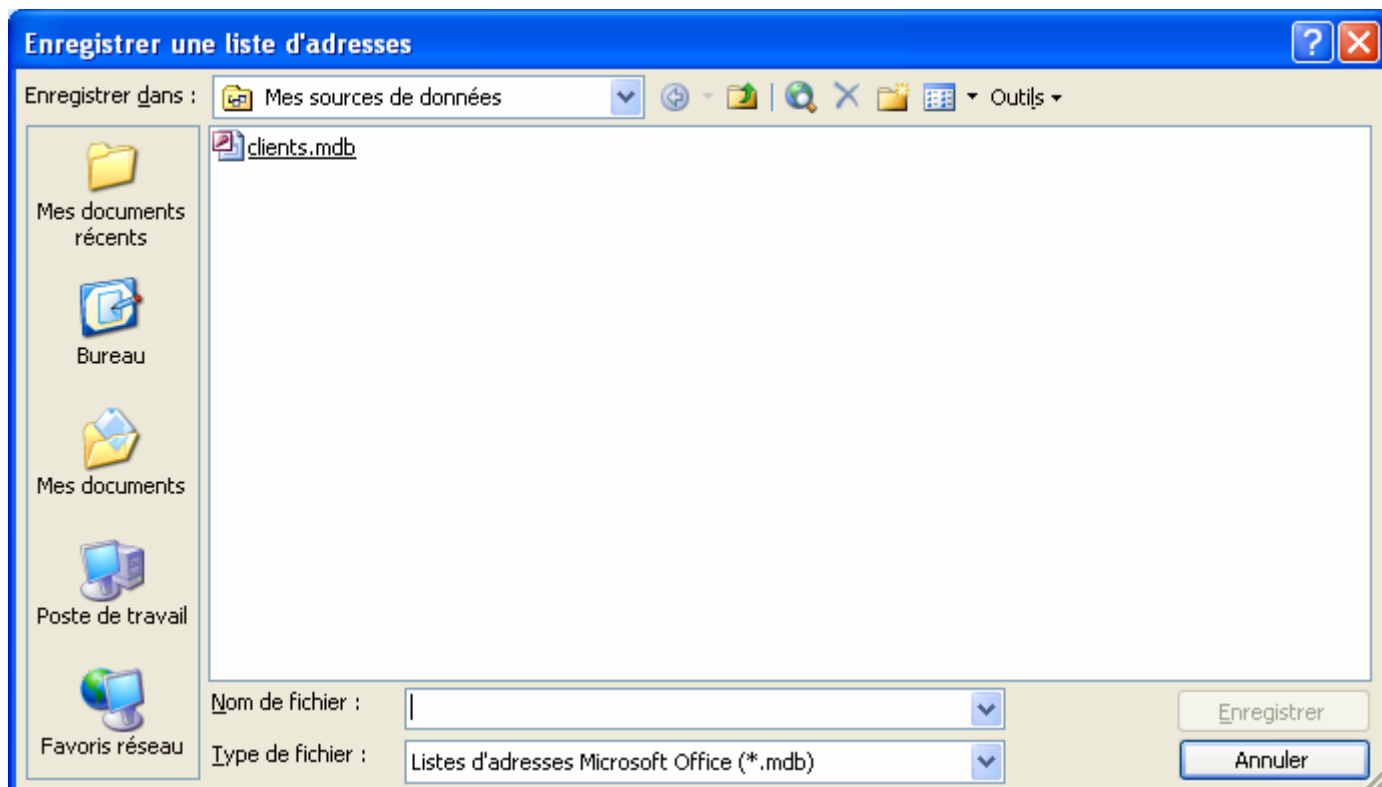 Enregistrer une liste d'adresses
Enregistrer dans :
Mes sources de données
Outils
clients.mdb
Mes documents
récents
Bureau
Mes documents
Poste de travail
Favoris réseau
Nom de fichier :
Enregistrer
Type de fichier :
Listes d'adresses Microsoft Office (*.mdb)
Annuler